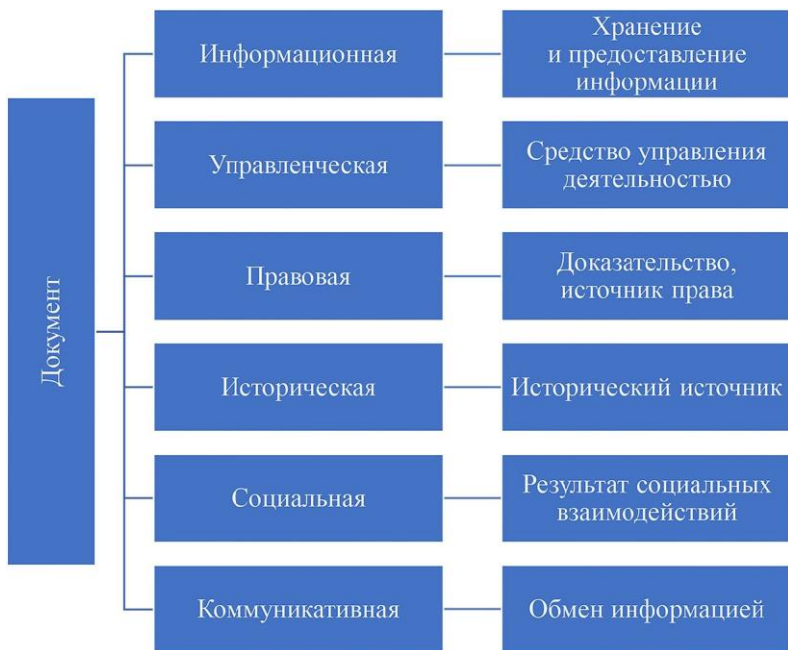 Документ
Информационная
Хранение
и предоставление
информации
Управленческая
Средство управления
деятельностью
Правовая
Доказательство,
источник права
Историческая
Исторический источник
Социальная
Результат социальных
взаимодействий
Коммуникативная
Обмен информацией